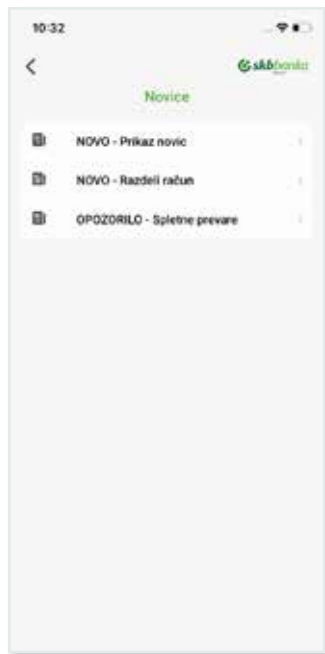 10:32
skb banka
Novice
NOVO - Prikaz novic
NOVO - Razdeli račun
OPOZORILO - Spletne prevare